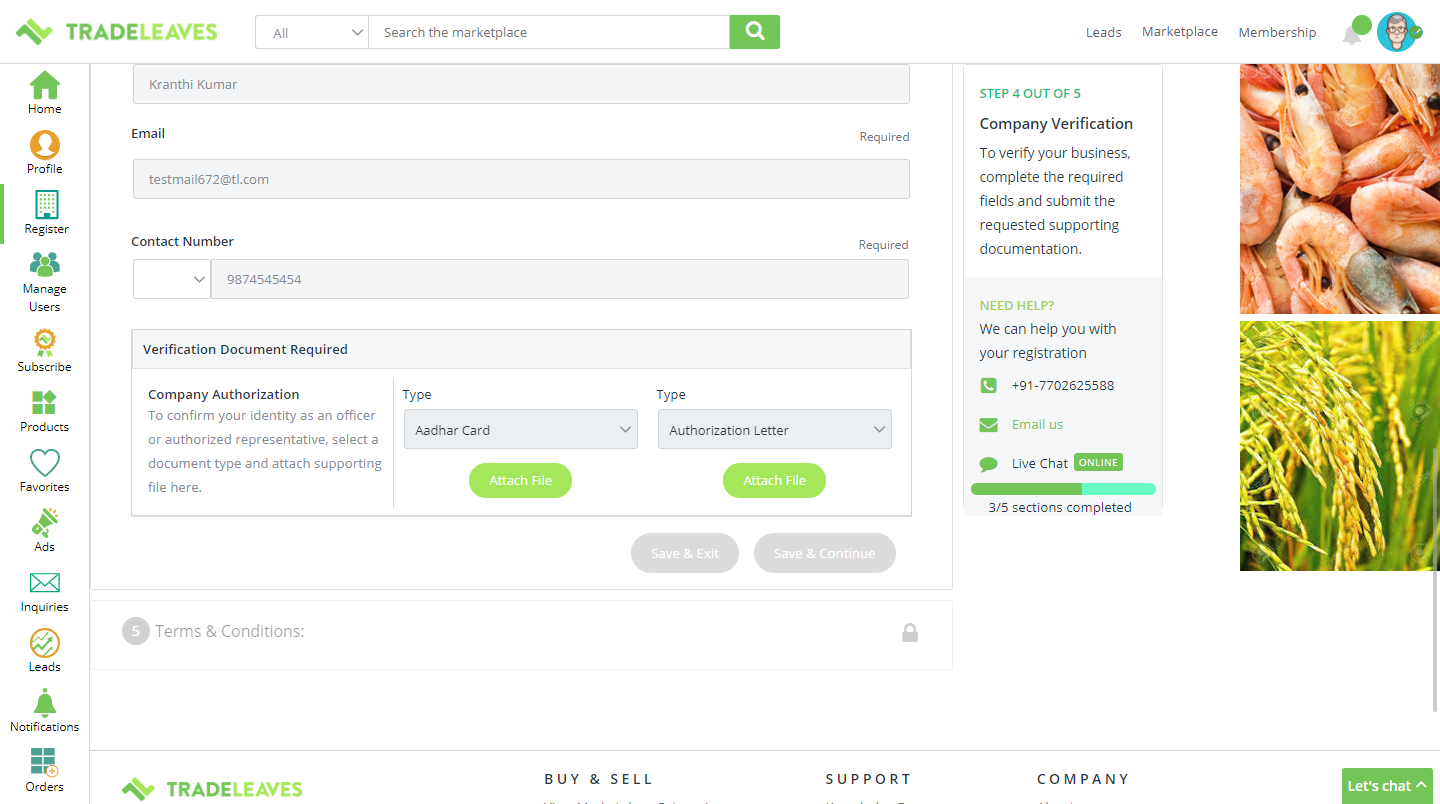 TRADELEAVES
All
Search the marketplace
Leads
Marketplace
Membership
Home
Profile
Register
Manage
Users
Subscribe
Products
Favorites
Ads
Inquiries
Leads
Notifications
Orders
Kranthi Kumar
Email
Required
testmail672@tl.com
Contact Number
Required
9874545454
Verification Document Required
Company Authorization
To confirm your identity as an officer
or authorized representative, select a
document type and attach supporting
file here.
Type
Aadhar Card
Attach File
Type
Authorization Letter
Attach File
Save & Exit
Save & Continue
5 Terms & Conditions:
STEP 4 OUT OF 5
Company Verification
To verify your business,
complete the required
fields and submit the
requested supporting
documentation.
NEED HELP?
We can help you with
your registration
+91-7702625588
Email us
Live Chat ONLINE
3/5 sections completed
TRADELEAVES
BUY & SELL
SUPPORT
COMPANY
Let's chat